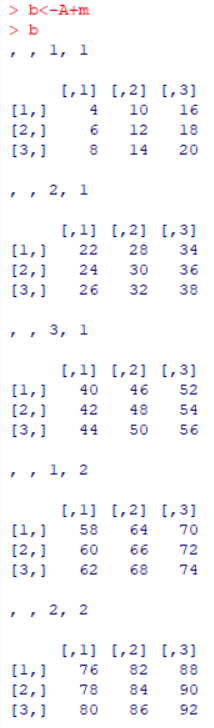 > b<-A+m
> b
, , 1, 1
[,1] [,2] [,3]
[1,] 4 10 16
[2,] 6 12 18
[3,] 8 14 20
, , 2, 1
[,1] [,2] [,3]
[1,] 22 28 34
[2,] 24 30 36
[3,] 26 32 38
, , 3, 1
[,1] [,2] [,3]
[1,] 40 46 52
[2,] 42 48 54
[3,] 44 50 56
, , 1, 2
[,1] [,2] [,3]
[1,] 58 64 70
[2,] 60 66 72
[3,] 62 68 74
, , 2, 2
[,1] [,2] [,3]
[1,] 76 82 88
[2,] 78 84 90
[3,] 80 86 92